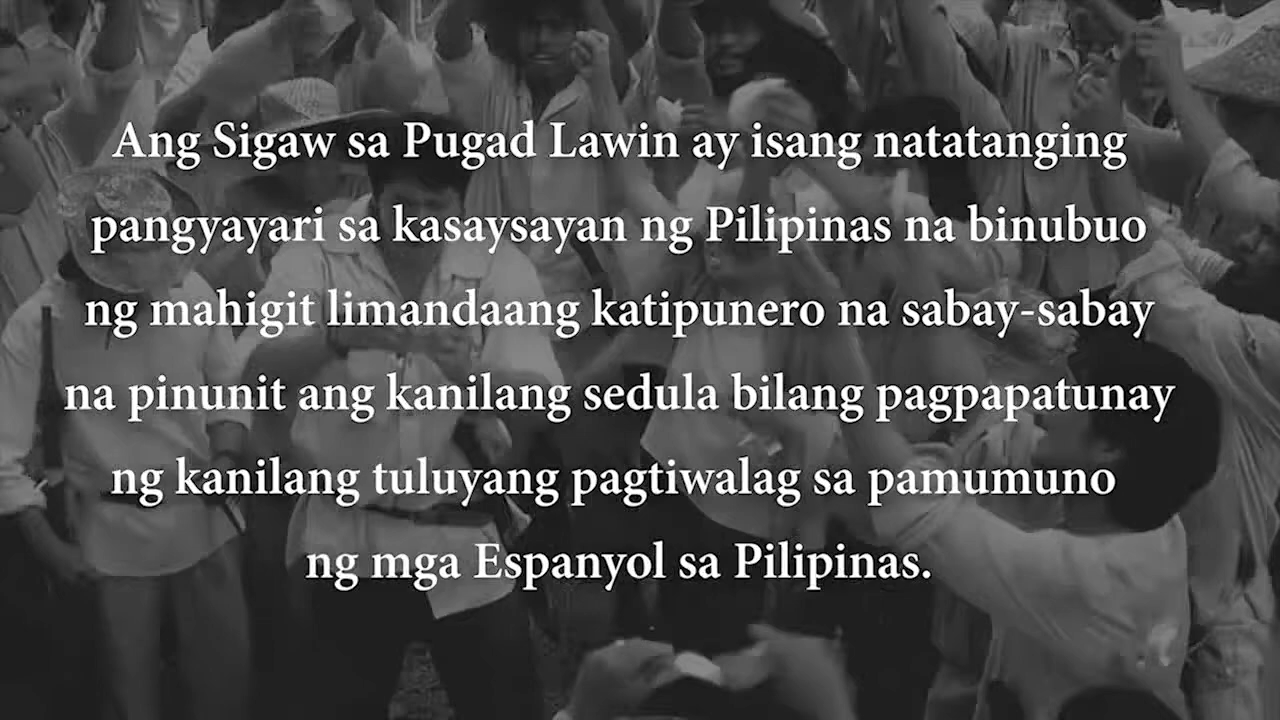 Ang Sigaw sa Pugad Lawin ay isang natatanging
pangyayari sa kasaysayan ng Pilipinas na binubuo
ng mahigit limandaang katipunero na sabay-sabay
na pinunit ang kanilang sedula bilang pagpapatunay
ng kanilang tuluyang pagtiwalag sa pamumuno
ng mga Espanyol sa Pilipinas.